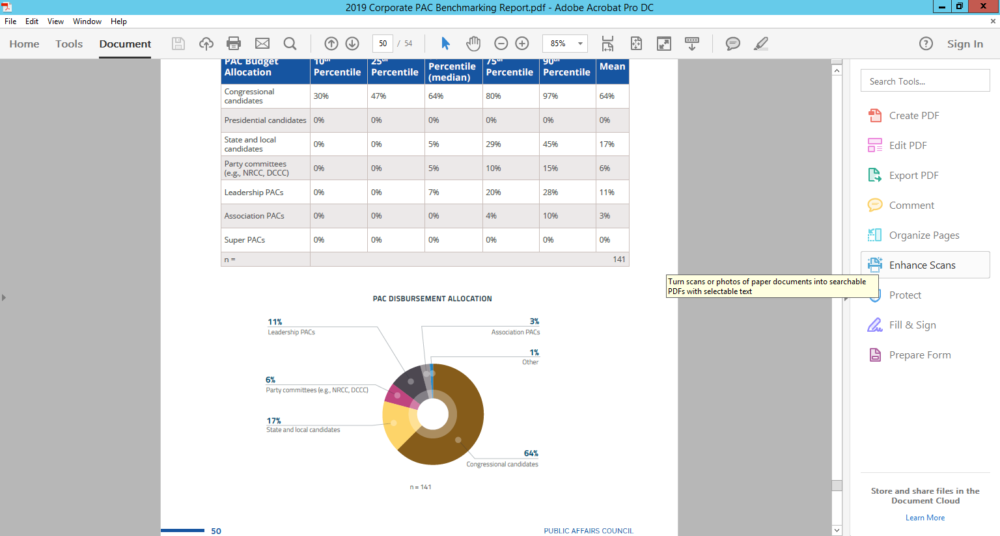 2019 Corporate PAC Benchmarking Report.pdf - Adobe Acrobat Pro DC
File Edit View Window Help
Home Tools Document 50 / 54 85% Sign In
PAC Budget Allocation 10th Percentile 25th Percentile Percentile (median) 75th Percentile 90th Percentile Mean
Congressional candidates 30% 47% 64% 80% 97% 64%
Presidential candidates 0% 0% 0% 0% 0% 0%
State and local candidates 0% 0% 5% 29% 45% 17%
Party committees (e.g., NRCC, DCCC) 0% 0% 5% 10% 15% 6%
Leadership PACs 0% 0% 7% 20% 28% 11%
Association PACs 0% 0% 0% 4% 10% 3%
Super PACs 0% 0% 0% 0% 0% 0%
n = 141
PAC DISBURSEMENT ALLOCATION
11%
Leadership PACs
3%
Association PACs
1%
Other
6%
Party committees (e.g., NRCC, DCCC)
17%
State and local candidates
64%
Congressional candidates
n = 141
50 PUBLIC AFFAIRS COUNCIL
Search Tools...
Create PDF
Edit PDF
Export PDF
Comment
Organize Pages
Enhance Scans
Turn scans or photos of paper documents into searchable
PDFs with selectable text
Protect
Fill & Sign
Prepare Form
Store and share files in the
Document Cloud
Learn More